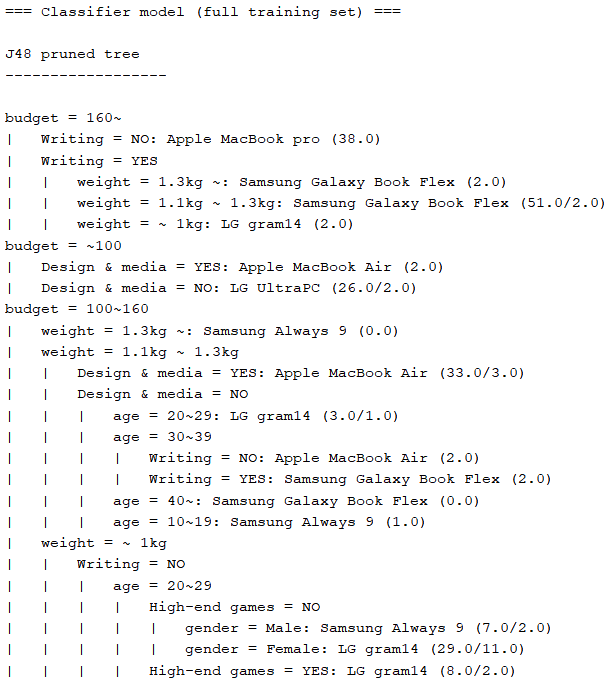 === Classifier model (full training set) ===
J48 pruned tree
------------------
budget = 160~
|   Writing = NO: Apple MacBook pro (38.0)
|   Writing = YES
|   |   weight = 1.3kg ~: Samsung Galaxy Book Flex (2.0)
|   |   weight = 1.1kg ~ 1.3kg: Samsung Galaxy Book Flex (51.0/2.0)
|   |   weight = ~ 1kg: LG gram14 (2.0)
budget = ~100
|   Design & media = YES: Apple MacBook Air (2.0)
|   Design & media = NO: LG UltraPC (26.0/2.0)
budget = 100~160
|   weight = 1.3kg ~: Samsung Always 9 (0.0)
|   weight = 1.1kg ~ 1.3kg
|   |   Design & media = YES: Apple MacBook Air (33.0/3.0)
|   |   Design & media = NO
|   |   |   age = 20~29: LG gram14 (3.0/1.0)
|   |   |   age = 30~39
|   |   |   |   Writing = NO: Apple MacBook Air (2.0)
|   |   |   |   Writing = YES: Samsung Galaxy Book Flex (2.0)
|   |   |   age = 40~: Samsung Galaxy Book Flex (0.0)
|   |   |   age = 10~19: Samsung Always 9 (1.0)
|   weight = ~ 1kg
|   |   Writing = NO
|   |   |   age = 20~29
|   |   |   |   High-end games = NO
|   |   |   |   |   gender = Male: Samsung Always 9 (7.0/2.0)
|   |   |   |   |   gender = Female: LG gram14 (29.0/11.0)
|   |   |   |   High-end games = YES: LG gram14 (8.0/2.0)